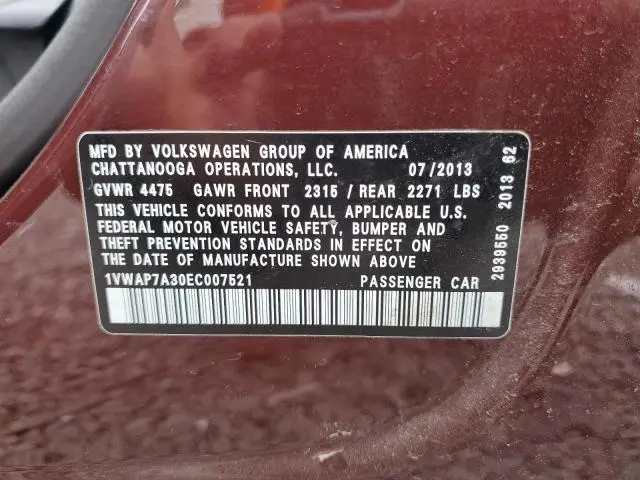 MFD BY VOLKSWAGEN GROUP OF AMERICA
CHATTANOOGA OPERATIONS, LLC. 07/2013
GVWR 4475 GAWR FRONT 2315 / REAR 2271 LBS
THIS VEHICLE CONFORMS TO ALL APPLICABLE U.S.
FEDERAL MOTOR VEHICLE SAFETY, BUMPER AND
THEFT PREVENTION STANDARDS IN EFFECT ON
THE DATE OF MANUFACTURE SHOWN ABOVE
1VWAP7A30EC007521 PASSENGER CAR
2939550 2013 62